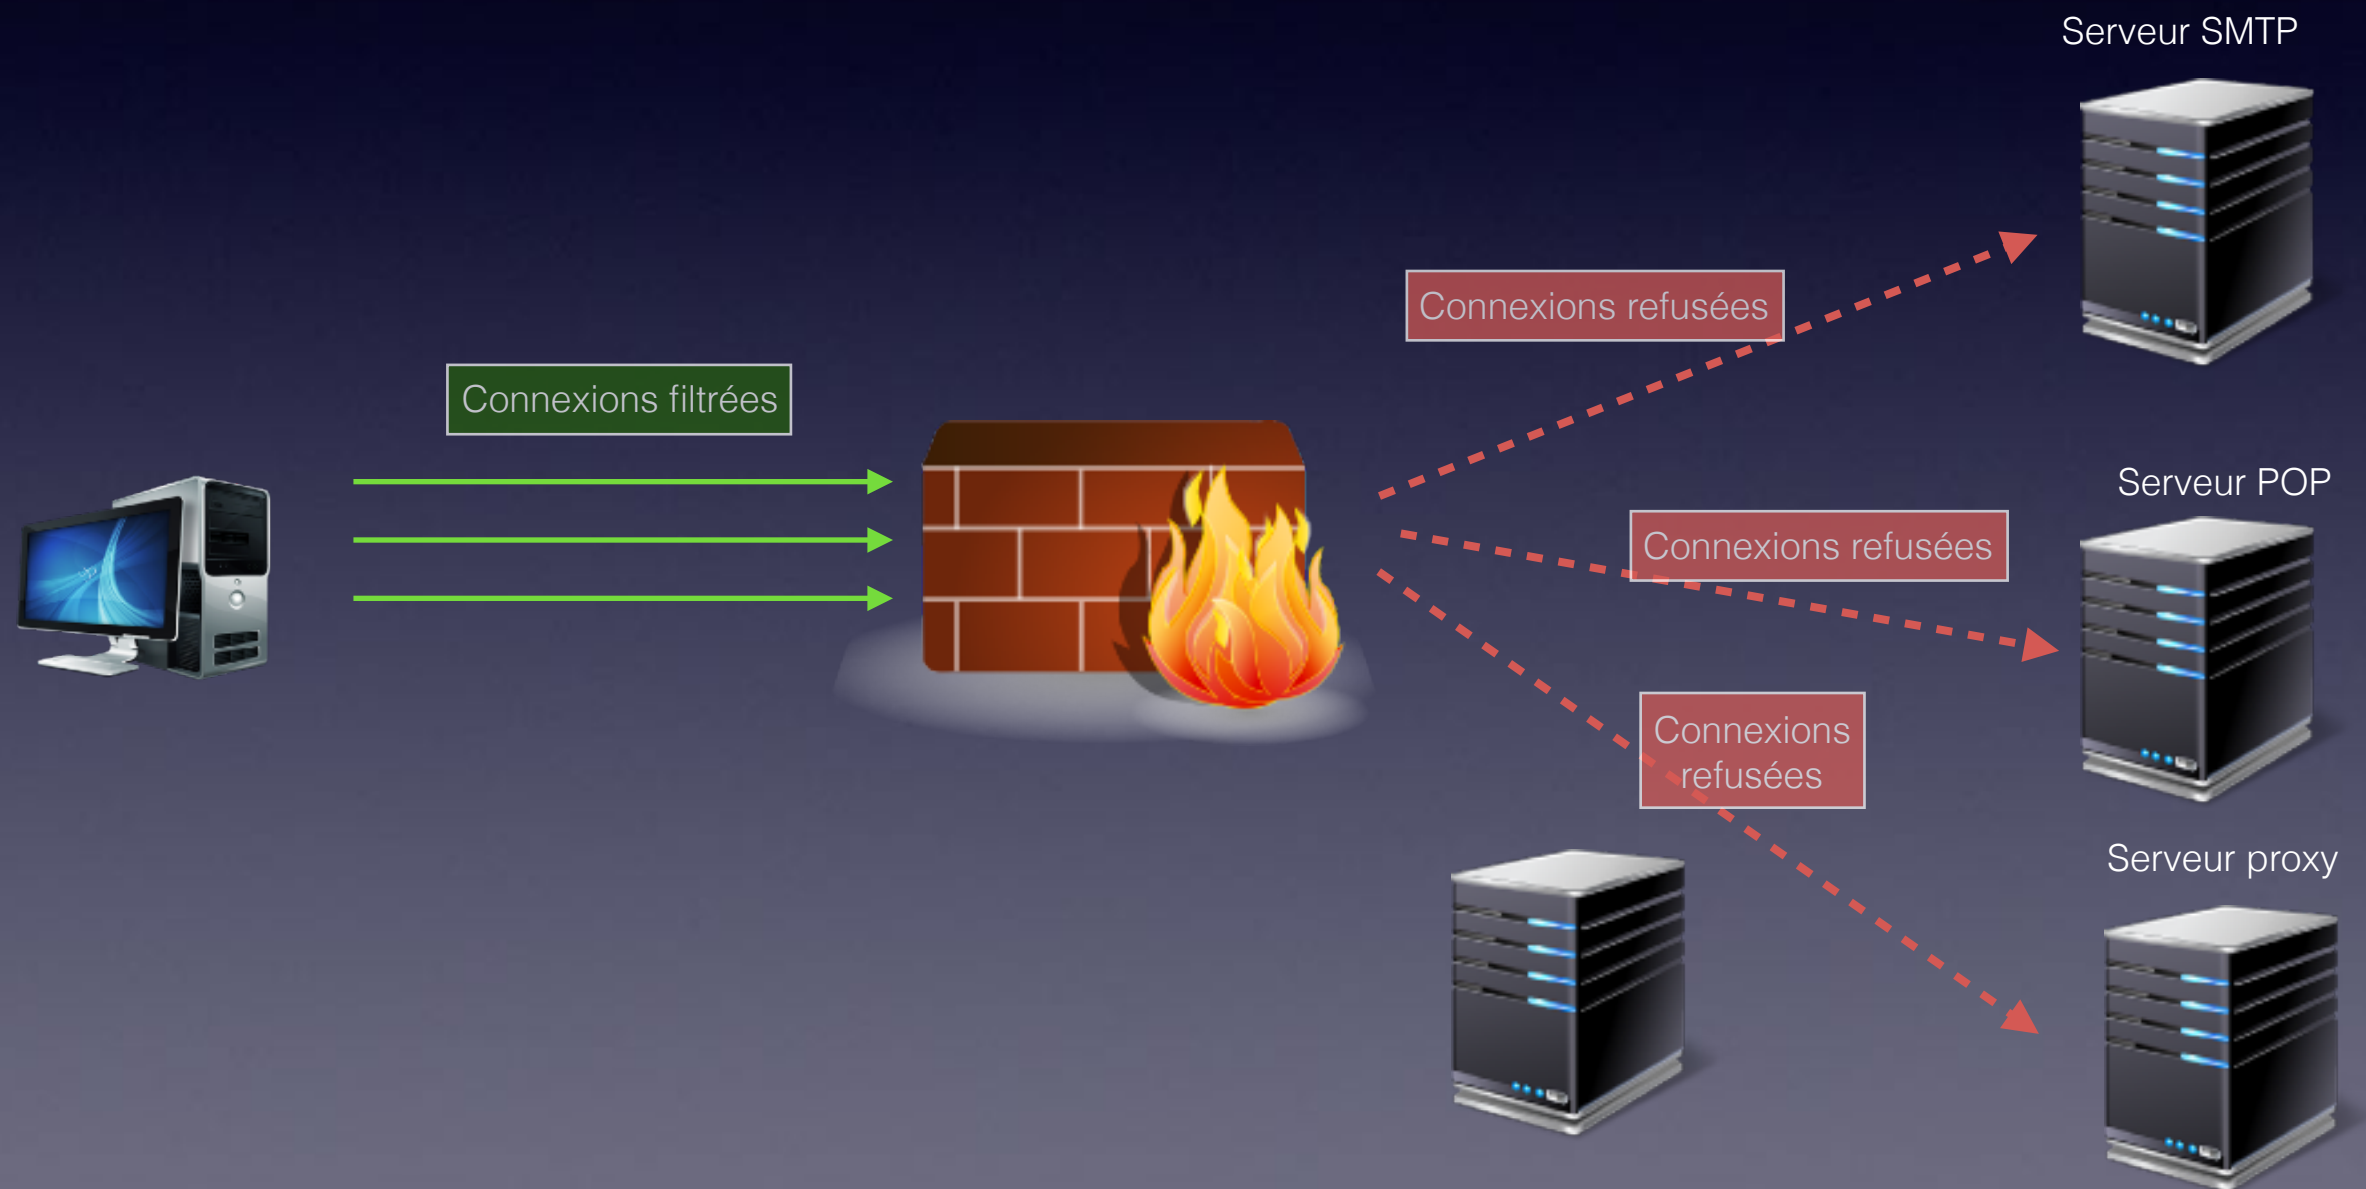 Serveur SMTP
Connexions refusées
Connexions filtrées
Serveur POP
Connexions refusées
Connexions
refusées
Serveur proxy